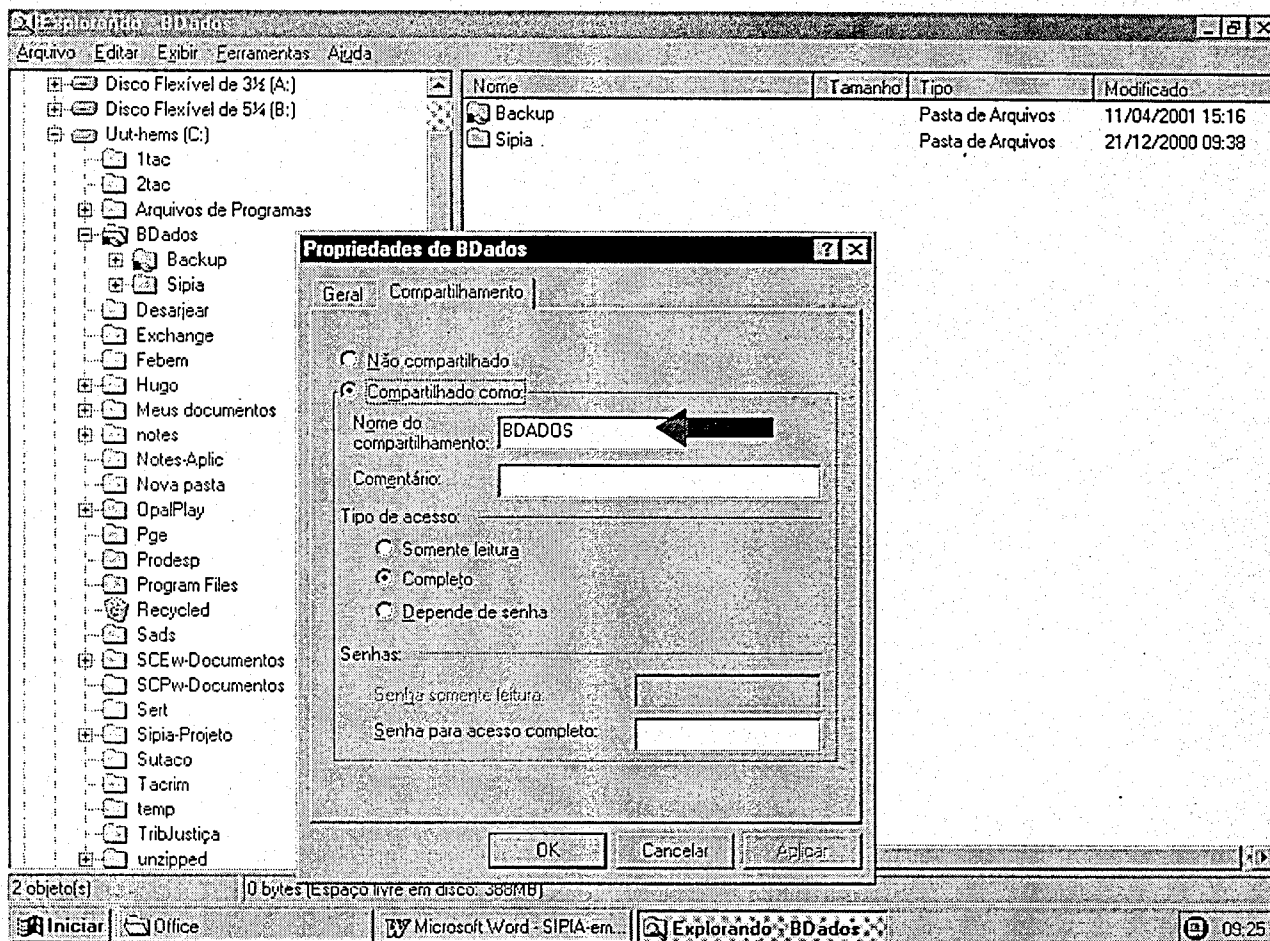 Explorando - BDados
Arquivo Editar Exibir Ferramentas Ajuda
Disco Flexível de 3½ (A:)
Disco Flexível de 5¼ (B:)
Uut-hems (C:)
1tac
2tac
Arquivos de Programas
BDados
Backup
Sipia
Desarjear
Exchange
Febem
Hugo
Meus documentos
notes
Notes-Aplic
Nova pasta
OpalPlay
Pge
Prodesp
Program Files
Recycled
Sads
SCEw-Documentos
SCPw-Documentos
Sert
Sipia-Projeto
Sutaco
Tacrim
temp
TribJustiça
unzipped
Nome Tamanho Tipo Modificado
Backup Pasta de Arquivos 11/04/2001 15:16
Sipia Pasta de Arquivos 21/12/2000 09:38
Propriedades de BDados
Geral Compartilhamento
Não compartilhado
Compartilhado como:
Nome do
compartilhamento: BDADOS
Comentário:
Tipo de acesso:
Somente leitura
Completo
Depende de senha
Senhas:
Senha somente leitura:
Senha para acesso completo:
OK Cancelar Aplicar
2 objeto(s) 0 bytes (Espaço livre em disco: 388MB)
Iniciar Office Microsoft Word - SIPIA-em... Explorando - BDados 09:25